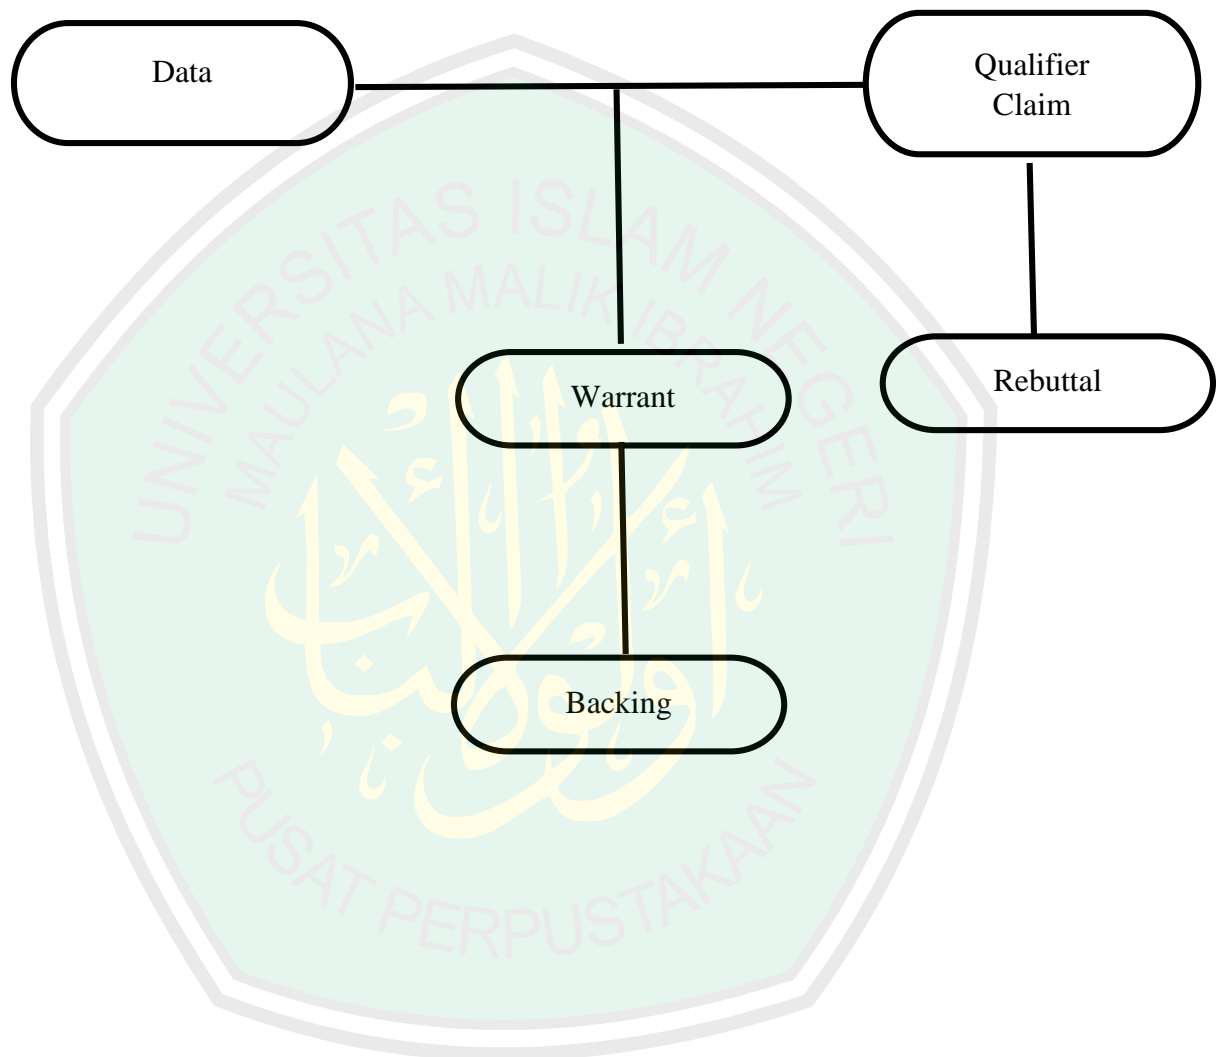 Data
Qualifier
Claim
Warrant
Rebuttal
Backing
UNIVERSITAS ISLAM NEGERI
MAULANA MALIK IBRAHIM
PUSAT PERPUSTAKAAN